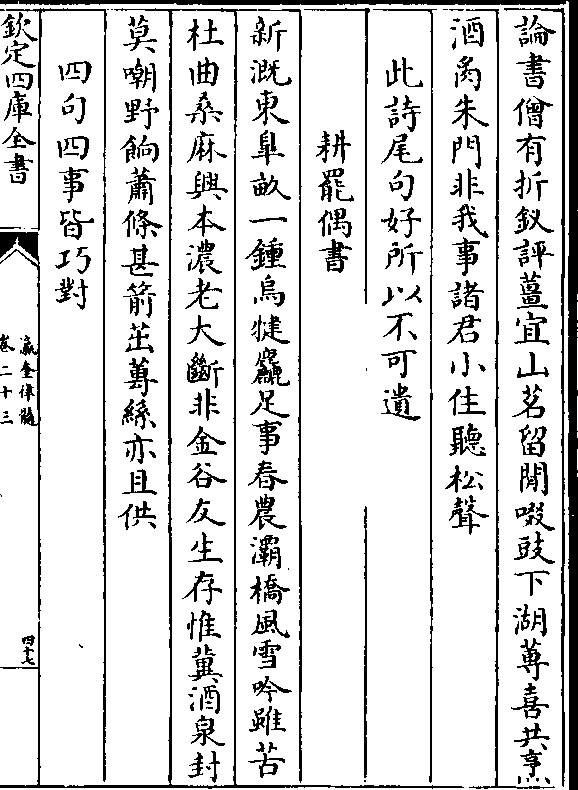 論書僧有折釵評薑宜山茗留閒啜豉下湖蓴喜共烹
酒肉朱門非我事諸君小住聽松聲
此詩尾句好所以不可遺
耕罷偶書
新溉東臯畝一鍾烏犍麤足事春農灞橋風雪吟雖苦
杜曲桑麻興本濃老大斷非金谷友生存惟冀酒泉封
莫嘲野餉蕭條甚箭茁蓴絲亦且供
四句四事皆巧對
欽定四庫全書
瀛奎律髓
卷二十三
四十七